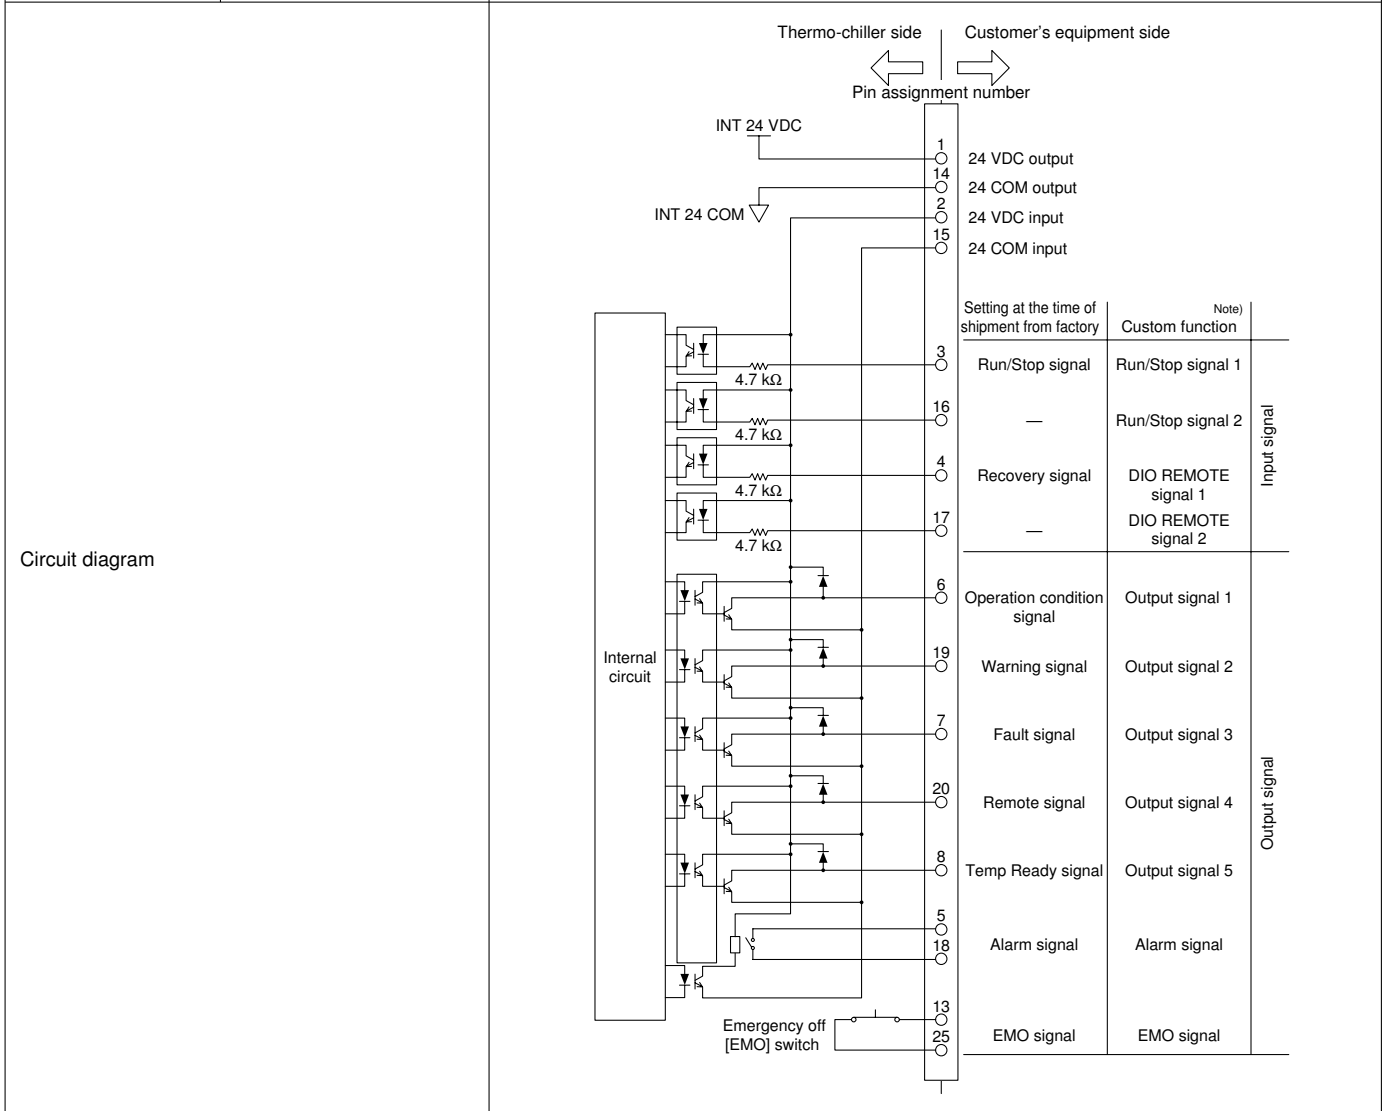 Thermo-chiller side
Customer's equipment side
Pin assignment number
INT 24 VDC
1
24 VDC output
14
24 COM output
INT 24 COM
2
24 VDC input
15
24 COM input
Setting at the time of
shipment from factory
Note)
Custom function
3
Run/Stop signal
Run/Stop signal 1
4.7 kΩ
16
—
Run/Stop signal 2
4.7 kΩ
Input signal
4
Recovery signal
DIO REMOTE
signal 1
4.7 kΩ
17
—
DIO REMOTE
signal 2
4.7 kΩ
Circuit diagram
6
Operation condition
signal
Output signal 1
Internal
circuit
19
Warning signal
Output signal 2
7
Fault signal
Output signal 3
20
Remote signal
Output signal 4
Output signal
8
Temp Ready signal
Output signal 5
5
18
Alarm signal
Alarm signal
13
Emergency off
[EMO] switch
25
EMO signal
EMO signal